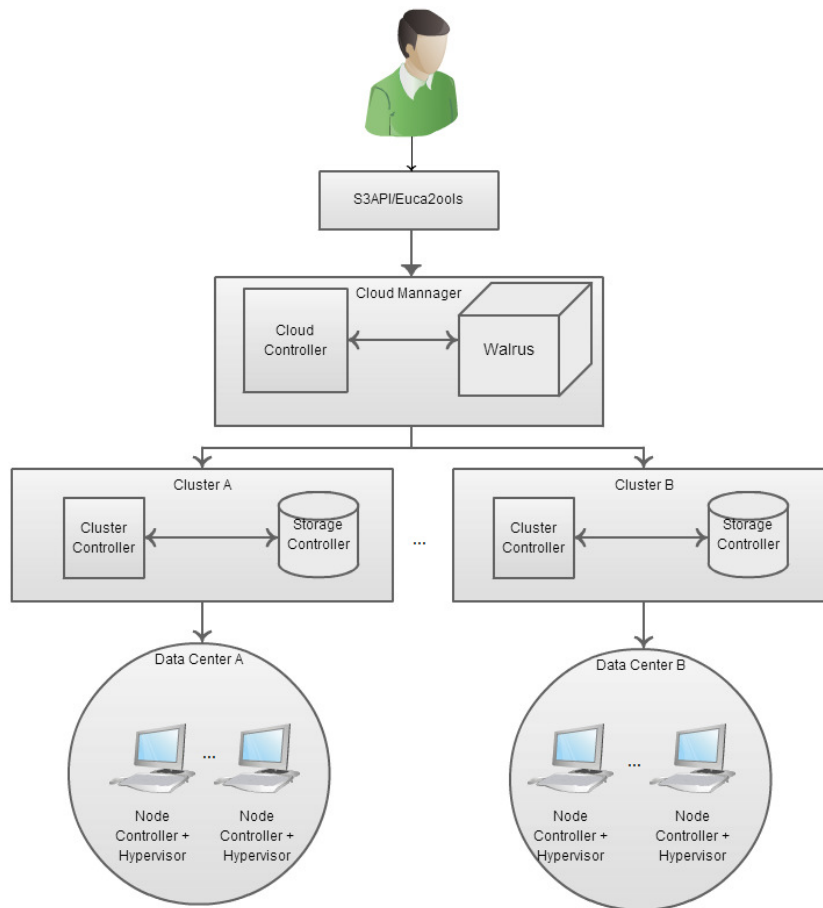 S3API/Euca2ools
Cloud Mannager
Cloud
Controller
Walrus
Cluster A
Cluster
Controller
Storage
Controller
...
Cluster B
Cluster
Controller
Storage
Controller
Data Center A
...
Node
Controller +
Hypervisor
Node
Controller +
Hypervisor
Data Center B
...
Node
Controller +
Hypervisor
Node
Controller +
Hypervisor